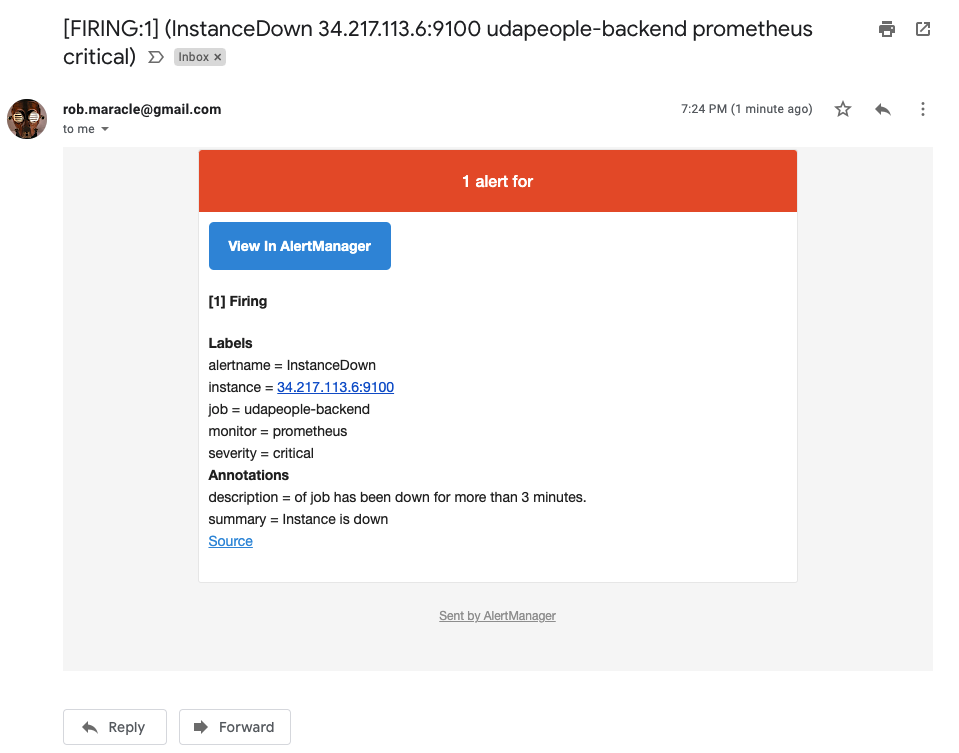 [FIRING:1] (InstanceDown 34.217.113.6:9100 udapeople-backend prometheus
critical) Inbox ×
rob.maracle@gmail.com 7:24 PM (1 minute ago)
to me
1 alert for
View In AlertManager
[1] Firing
Labels
alertname = InstanceDown
instance = 34.217.113.6:9100
job = udapeople-backend
monitor = prometheus
severity = critical
Annotations
description = of job has been down for more than 3 minutes.
summary = Instance is down
Source
Sent by AlertManager
Reply Forward